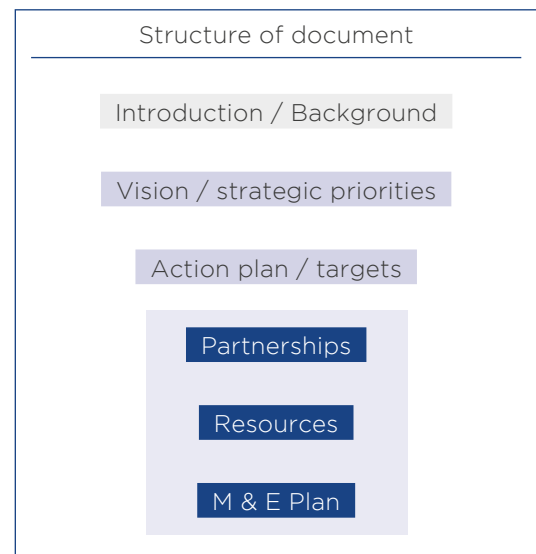 Structure of document
Introduction / Background
Vision / strategic priorities
Action plan / targets
Partnerships
Resources
M & E Plan